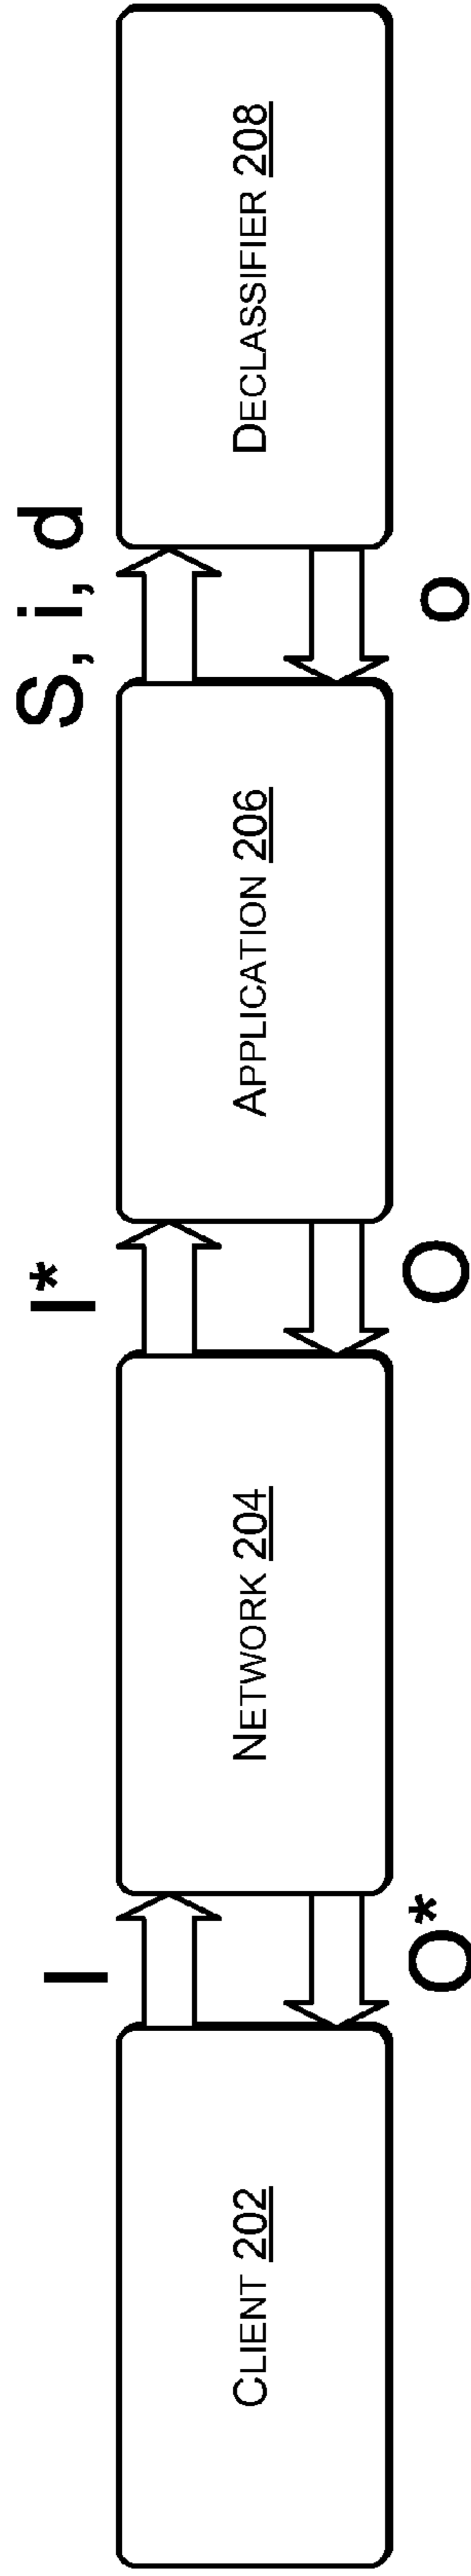 I
I*
S, i, d
CLIENT 202
NETWORK 204
APPLICATION 206
DECLASSIFIER 208
O*
O
o